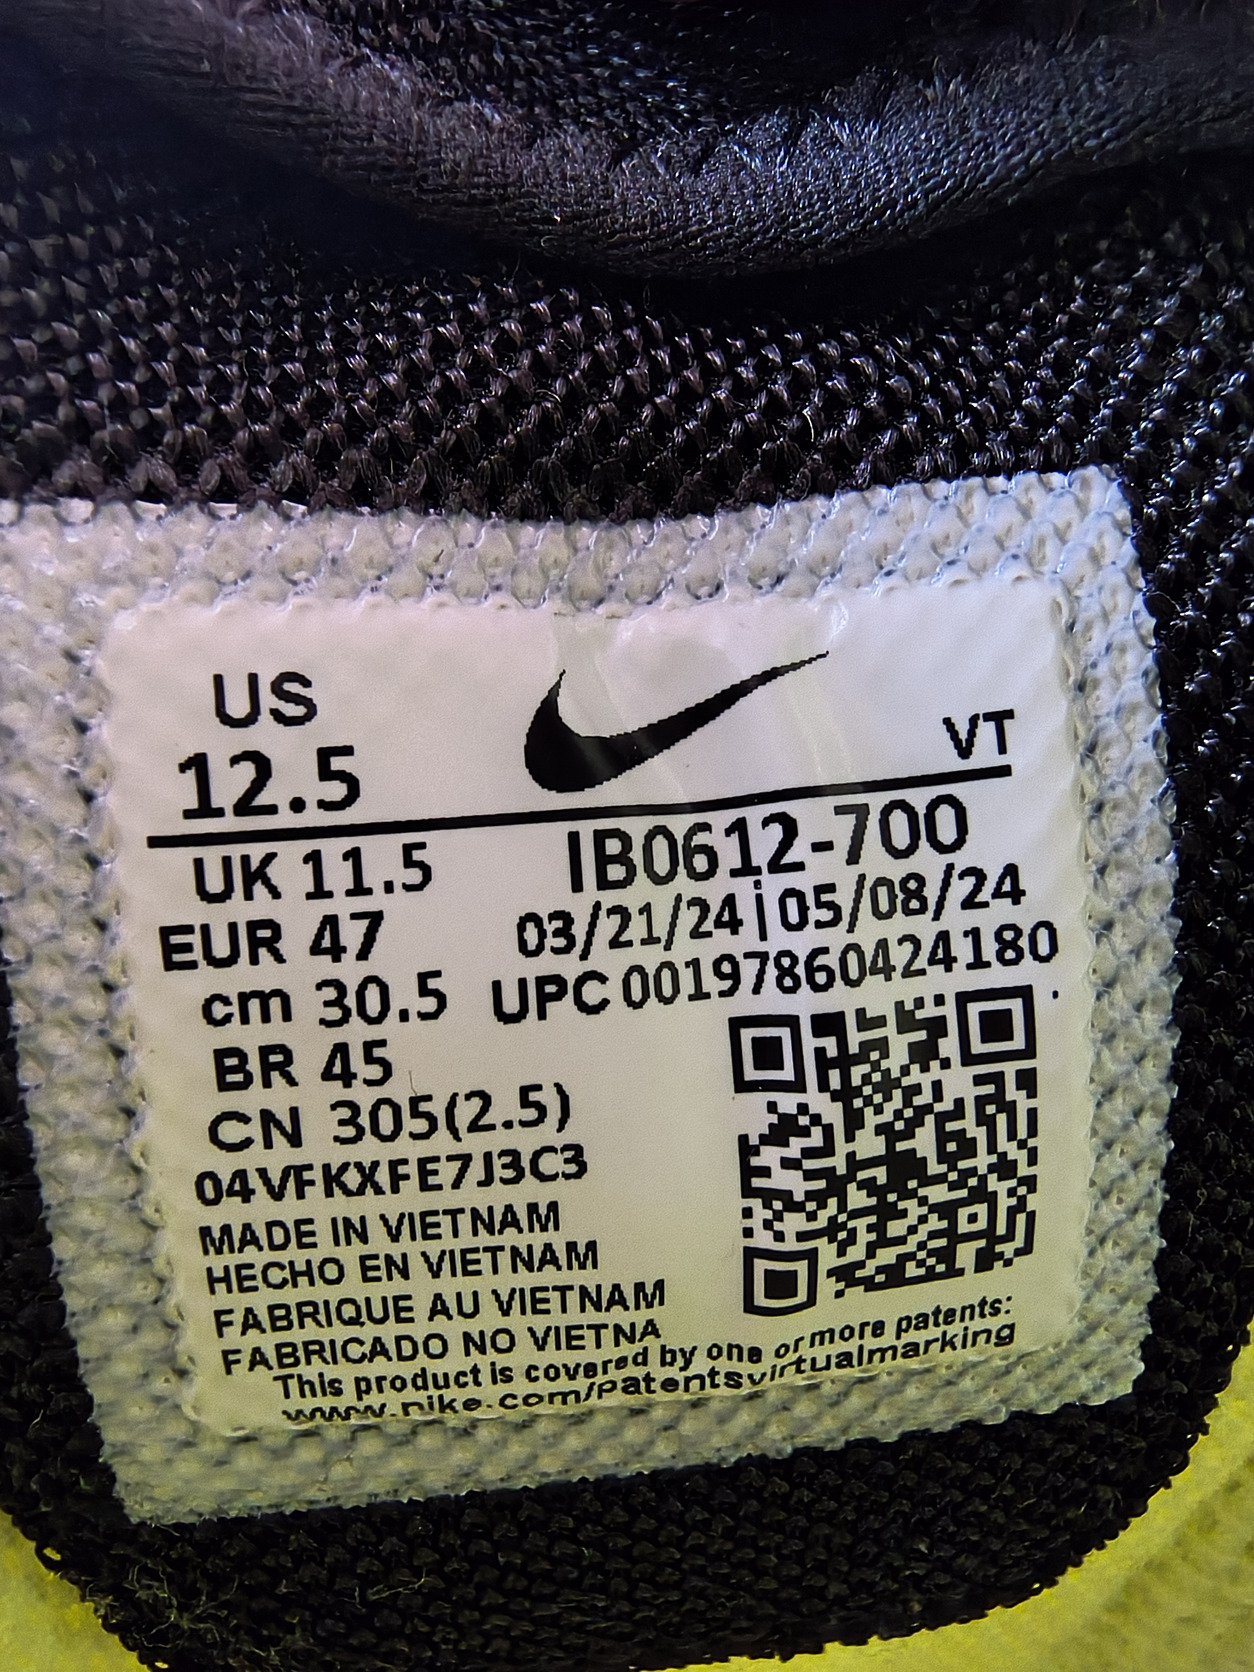 US
12.5
VT
UK 11.5
EUR 47
cm 30.5
BR 45
CN 305(2.5)
IB0612-700
03/21/24|05/08/24
UPC 00197860424180
04VFKXFE7J3C3
MADE IN VIETNAM
HECHO EN VIETNAM
FABRIQUE AU VIETNAM
FABRICADO NO VIETNA
This product is covered by one or more patents:
www.nike.com/Patentsvirtualmarking